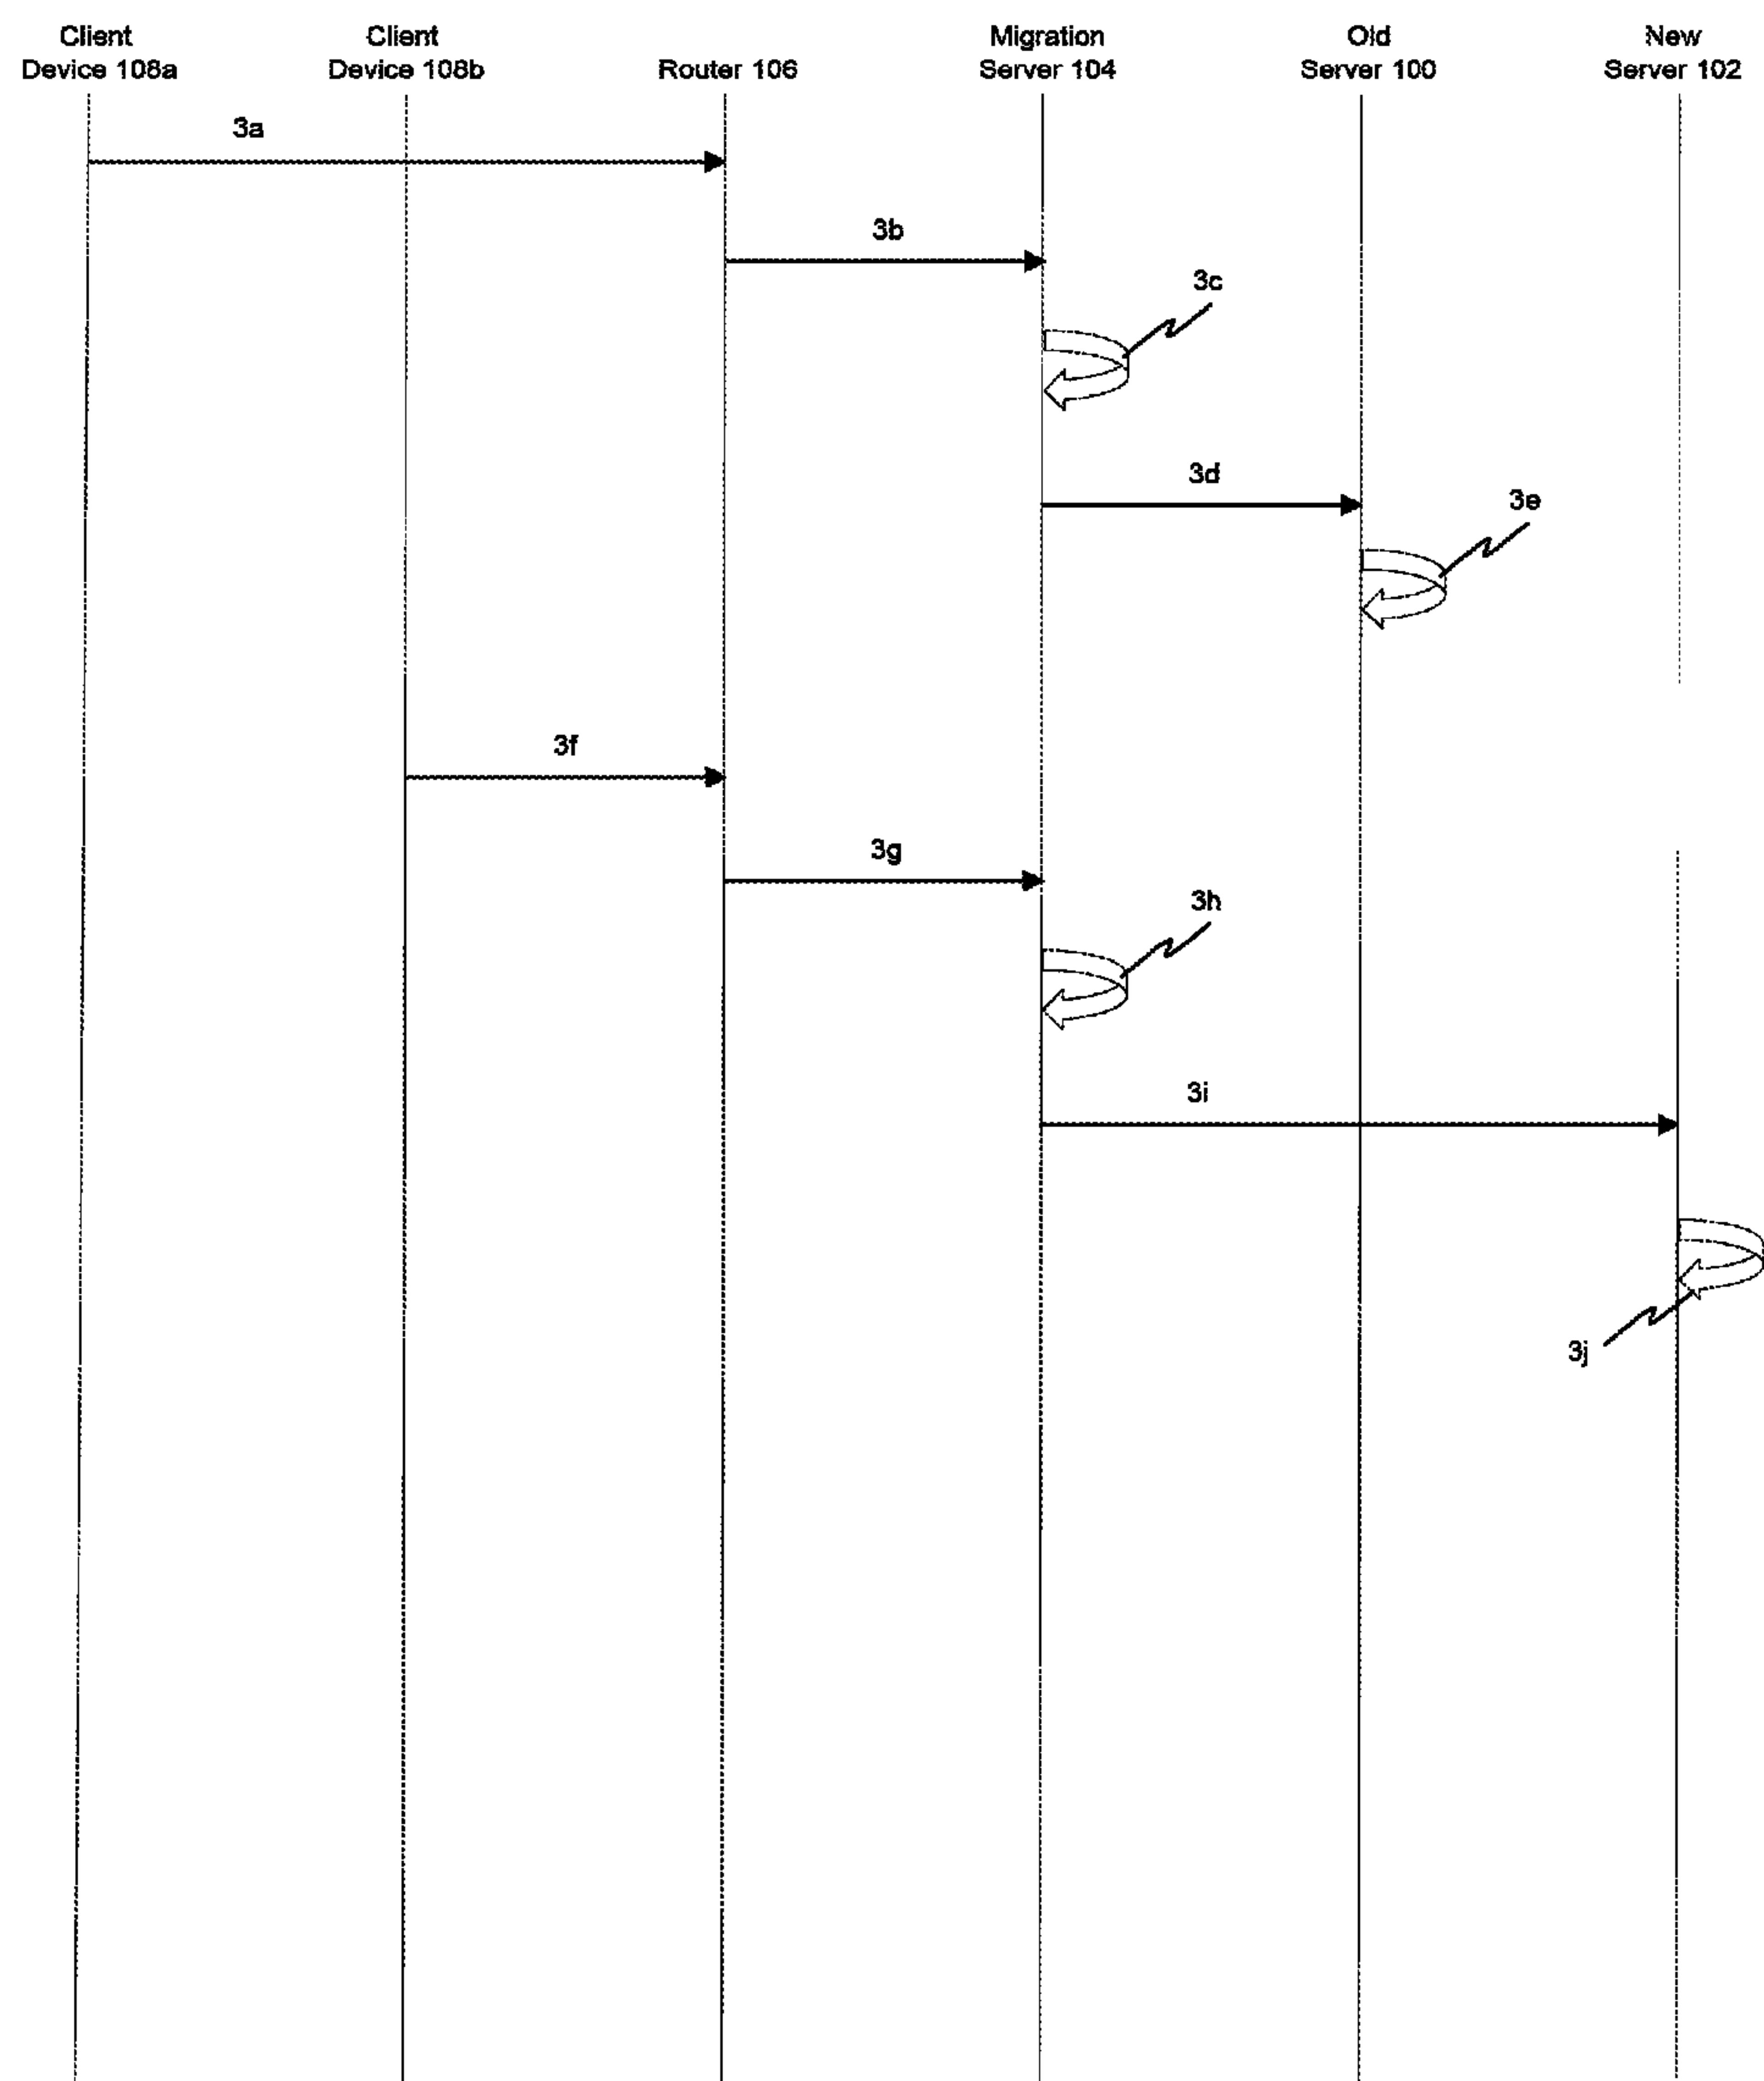 Client
Device 108a
Client
Device 108b
Router 106
Migration
Server 104
Old
Server 100
New
Server 102
3a
3b
3c
3d
3e
3f
3g
3h
3i
3j